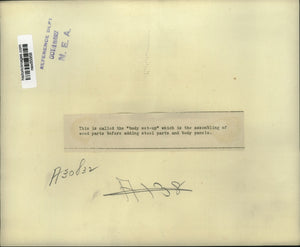 REFERENCE DEPT
N. E. A.
This is called the "body set-up" which is the assembling of
wood parts before adding steel parts and body panels.
A30832
A138